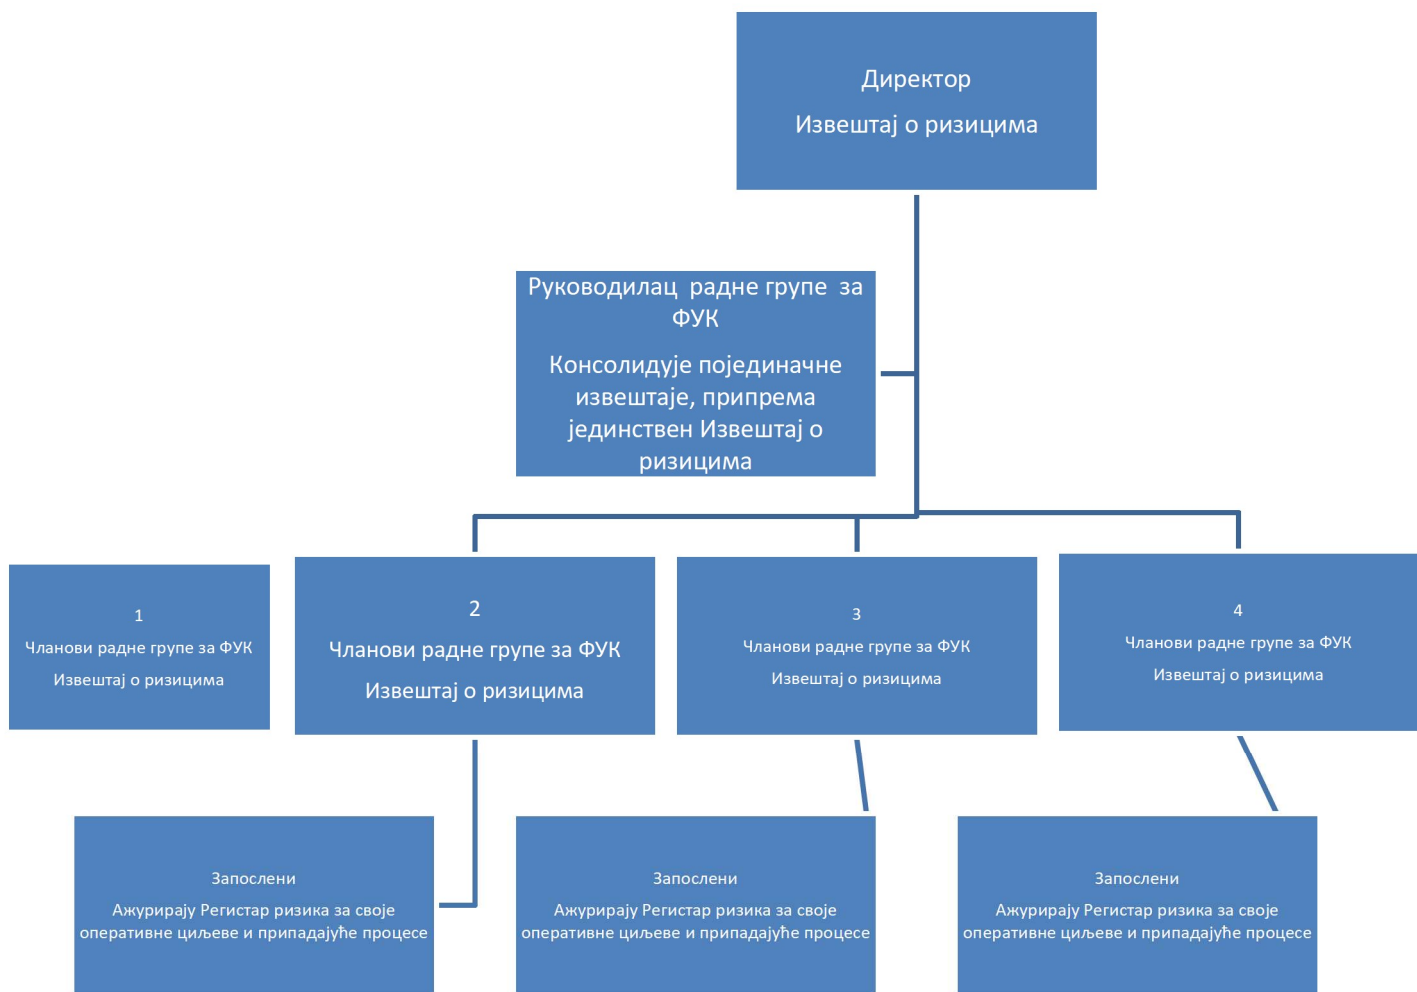 Директор
Извештај о ризицима
Руководилац радне групе за
ФУК
Консолидује појединачне
извештаје, припрема
јединствен Извештај о
ризицима
1
Чланови радне групе за ФУК
Извештај о ризицима
2
Чланови радне групе за ФУК
Извештај о ризицима
3
Чланови радне групе за ФУК
Извештај о ризицима
4
Чланови радне групе за ФУК
Извештај о ризицима
Запослени
Ажурирају Регистар ризика за своје
оперативне циљеве и припадајуће процесе
Запослени
Ажурирају Регистар ризика за своје
оперативне циљеве и припадајуће процесе
Запослени
Ажурирају Регистар ризика за своје
оперативне циљеве и припадајуће процесе